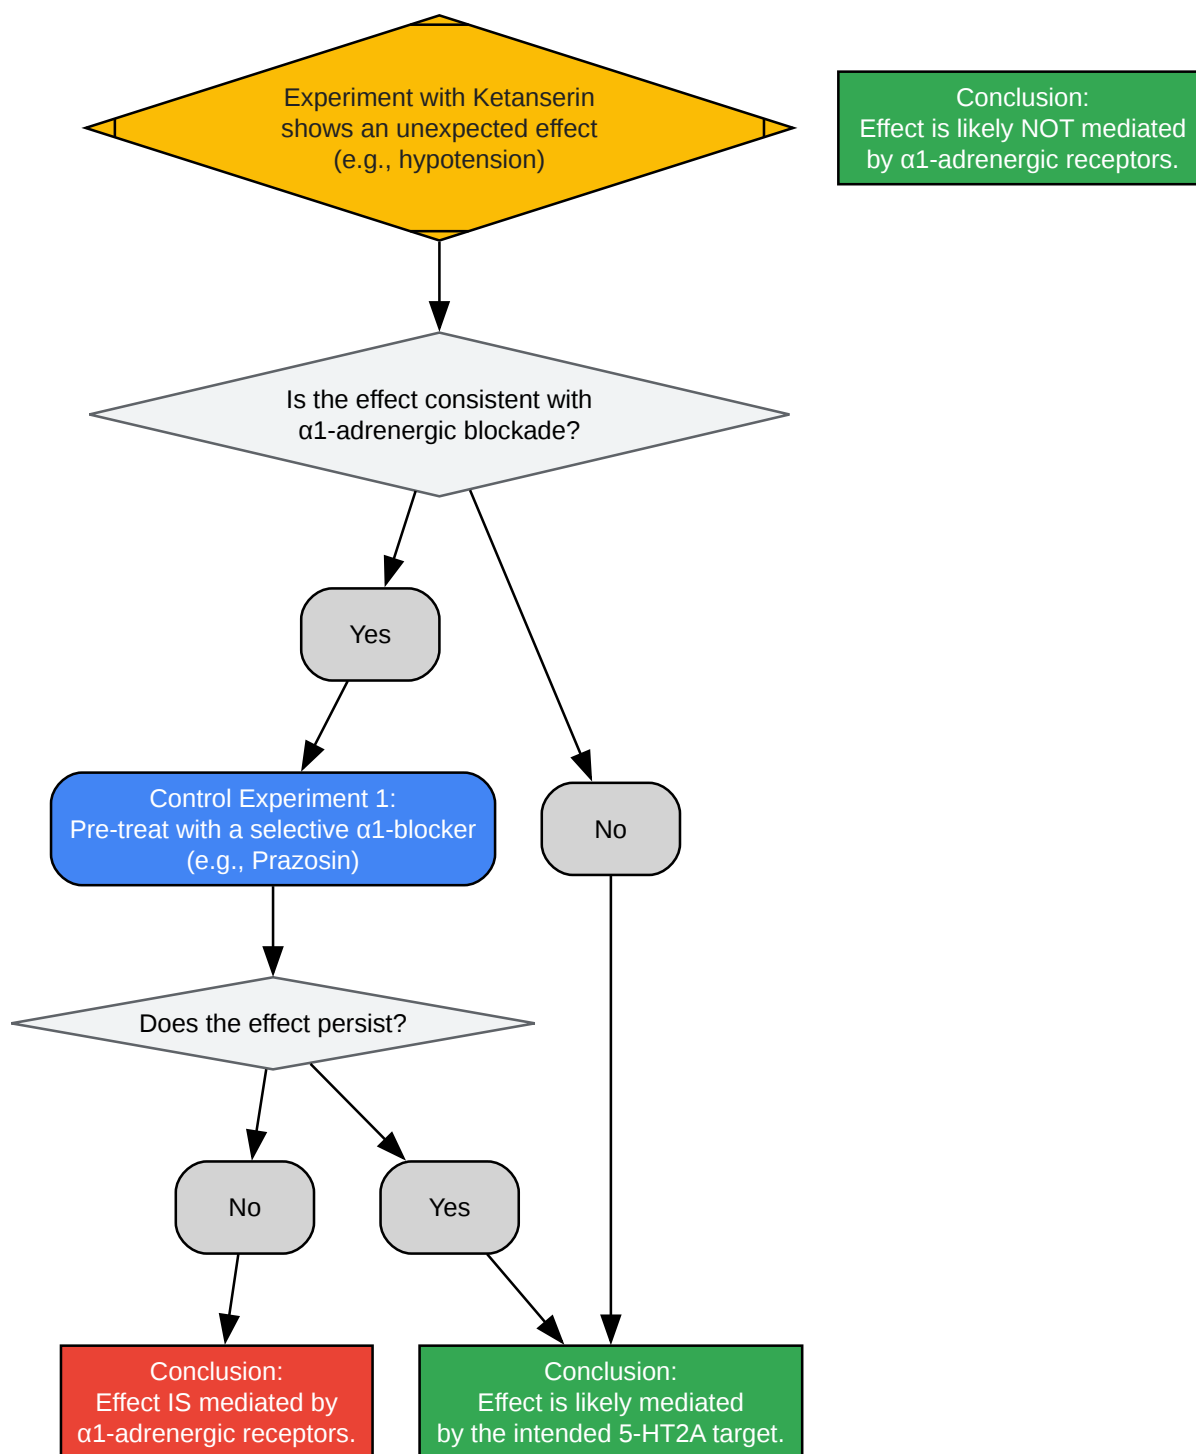 Experiment with Ketanserin
shows an unexpected effect
(e.g., hypotension)
Conclusion:
Effect is likely NOT mediated
by α1-adrenergic receptors.
Is the effect consistent with
α1-adrenergic blockade?
Yes
Control Experiment 1:
Pre-treat with a selective α1-blocker
(e.g., Prazosin)
No
Does the effect persist?
No
Yes
Conclusion:
Effect IS mediated by
α1-adrenergic receptors.
Conclusion:
Effect is likely mediated
by the intended 5-HT2A target.